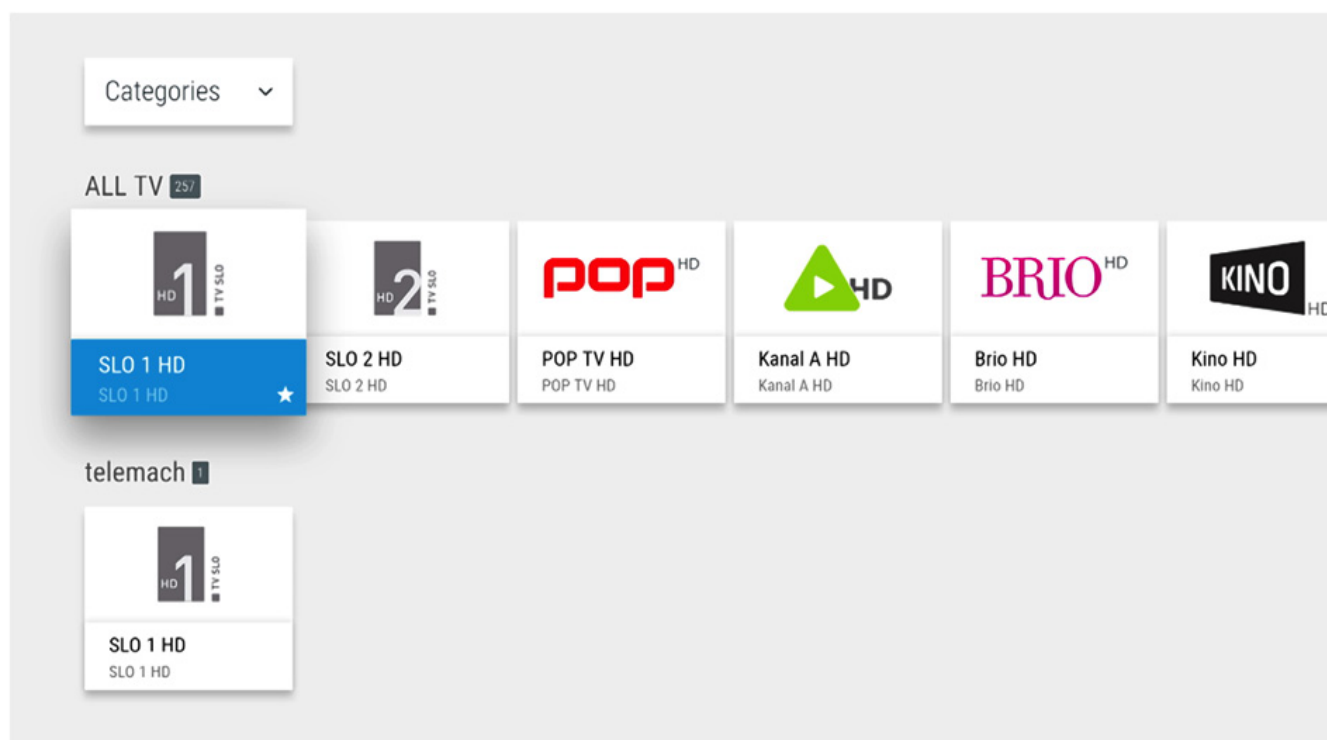 Categories
ALL TV 257
HD 1 TV SLO
HD 2 TV SLO
pop HD
HD
BRIO HD
KINO HD
SLO 1 HD
SLO 1 HD
SLO 2 HD
SLO 2 HD
POP TV HD
POP TV HD
Kanal A HD
Kanal A HD
Brio HD
Brio HD
Kino HD
Kino HD
telemach 1
HD 1 TV SLO
SLO 1 HD
SLO 1 HD